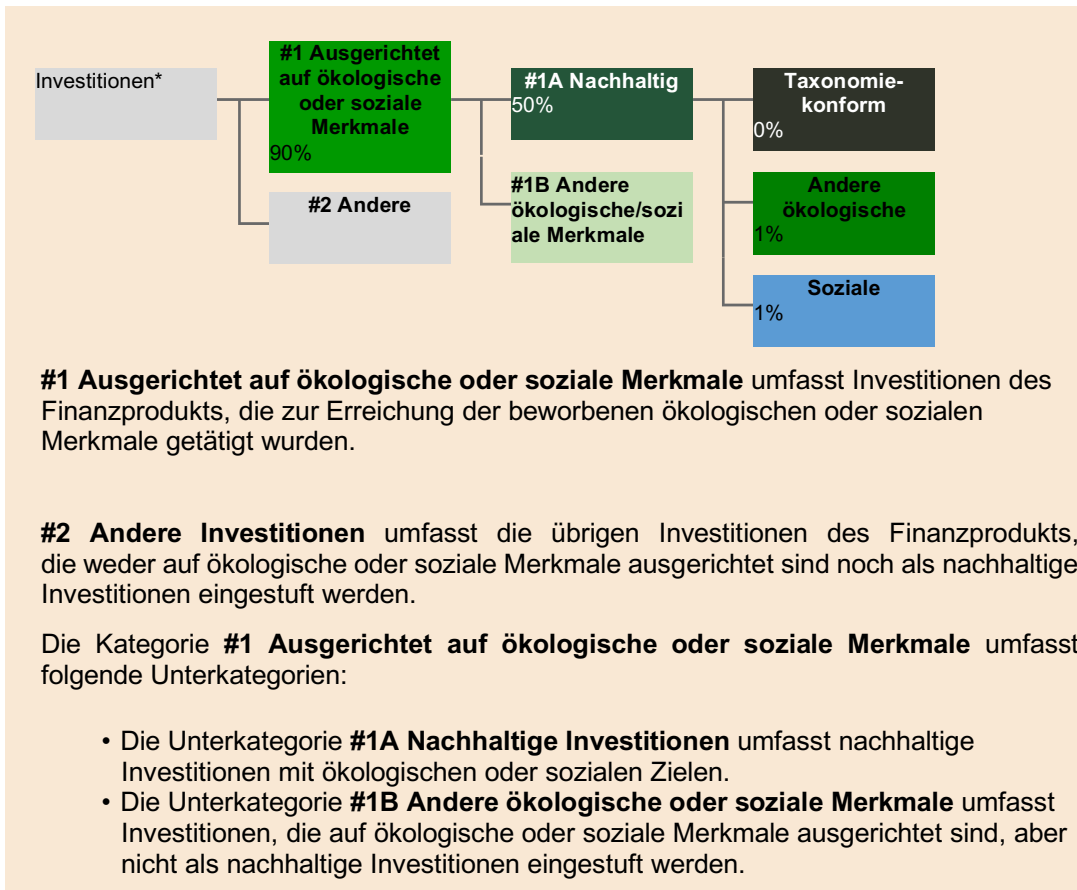 Investitionen*
#1 Ausgerichtet
auf ökologische
oder soziale
Merkmale
90%
#2 Andere
#1A Nachhaltig
50%
#1B Andere
ökologische/sozi
ale Merkmale
Taxonomie-
konform
0%
Andere
ökologische
1%
Soziale
1%
#1 Ausgerichtet auf ökologische oder soziale Merkmale umfasst Investitionen des
Finanzprodukts, die zur Erreichung der beworbenen ökologischen oder sozialen
Merkmale getätigt wurden.
#2 Andere Investitionen umfasst die übrigen Investitionen des Finanzprodukts,
die weder auf ökologische oder soziale Merkmale ausgerichtet sind noch als nachhaltige
Investitionen eingestuft werden.
Die Kategorie #1 Ausgerichtet auf ökologische oder soziale Merkmale umfasst
folgende Unterkategorien:
• Die Unterkategorie #1A Nachhaltige Investitionen umfasst nachhaltige
Investitionen mit ökologischen oder sozialen Zielen.
• Die Unterkategorie #1B Andere ökologische oder soziale Merkmale umfasst
Investitionen, die auf ökologische oder soziale Merkmale ausgerichtet sind, aber
nicht als nachhaltige Investitionen eingestuft werden.